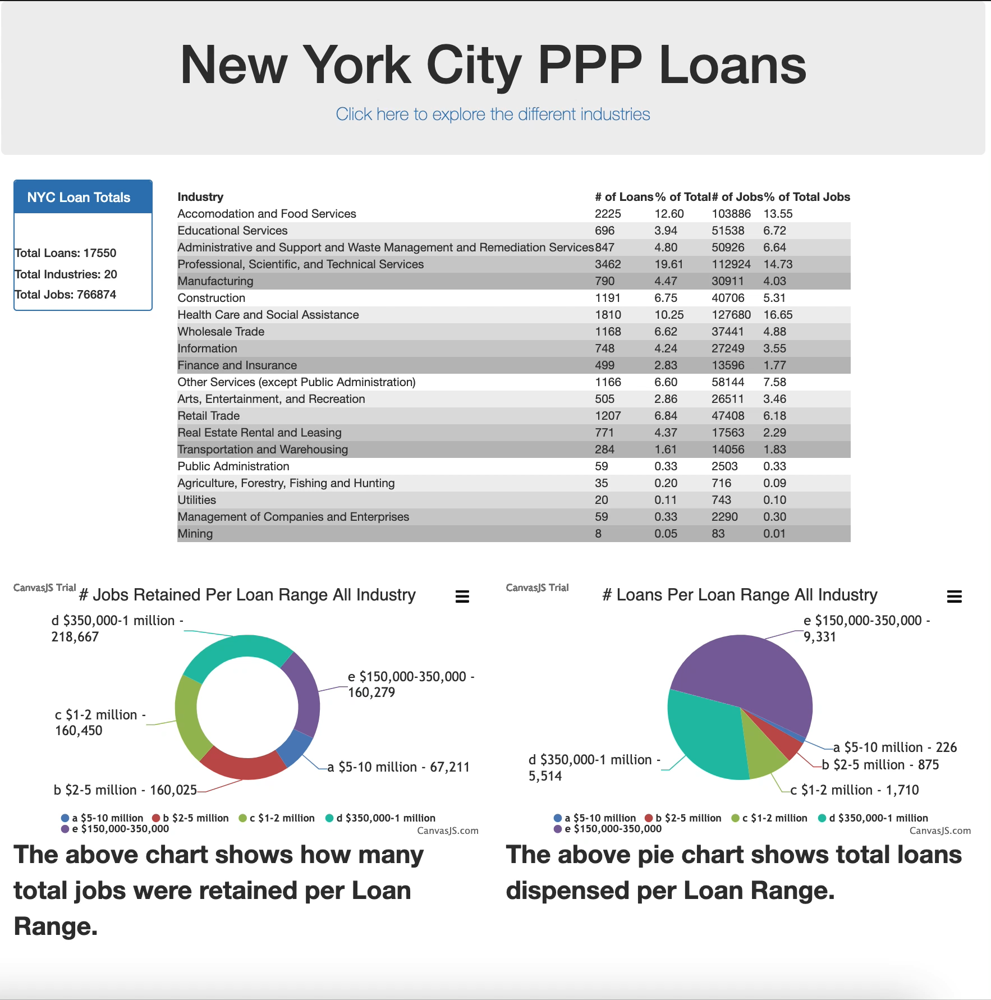 New York City PPP Loans
Click here to explore the different industries
NYC Loan Totals
Total Loans: 17550
Total Industries: 20
Total Jobs: 766874
Industry # of Loans % of Total # of Jobs % of Total Jobs
Accomodation and Food Services 2225 12.60 103886 13.55
Educational Services 696 3.94 51538 6.72
Administrative and Support and Waste Management and Remediation Services 847 4.80 50926 6.64
Professional, Scientific, and Technical Services 3462 19.61 112924 14.73
Manufacturing 790 4.47 30911 4.03
Construction 1191 6.75 40706 5.31
Health Care and Social Assistance 1810 10.25 127680 16.65
Wholesale Trade 1168 6.62 37441 4.88
Information 748 4.24 27249 3.55
Finance and Insurance 499 2.83 13596 1.77
Other Services (except Public Administration) 1166 6.60 58144 7.58
Arts, Entertainment, and Recreation 505 2.86 26511 3.46
Retail Trade 1207 6.84 47408 6.18
Real Estate Rental and Leasing 771 4.37 17563 2.29
Transportation and Warehousing 284 1.61 14056 1.83
Public Administration 59 0.33 2503 0.33
Agriculture, Forestry, Fishing and Hunting 35 0.20 716 0.09
Utilities 20 0.11 743 0.10
Management of Companies and Enterprises 59 0.33 2290 0.30
Mining 8 0.05 83 0.01
CanvasJS Trial
# Jobs Retained Per Loan Range All Industry
d $350,000-1 million -
218,667
e $150,000-350,000 -
160,279
c $1-2 million -
160,450
a $5-10 million - 67,211
b $2-5 million - 160,025
a $5-10 million b $2-5 million c $1-2 million d $350,000-1 million
e $150,000-350,000
CanvasJS.com
The above chart shows how many
total jobs were retained per Loan
Range.
CanvasJS Trial
# Loans Per Loan Range All Industry
e $150,000-350,000 -
9,331
a $5-10 million - 226
d $350,000-1 million -
5,514
b $2-5 million - 875
c $1-2 million - 1,710
a $5-10 million b $2-5 million c $1-2 million d $350,000-1 million
e $150,000-350,000
CanvasJS.com
The above pie chart shows total loans
dispensed per Loan Range.